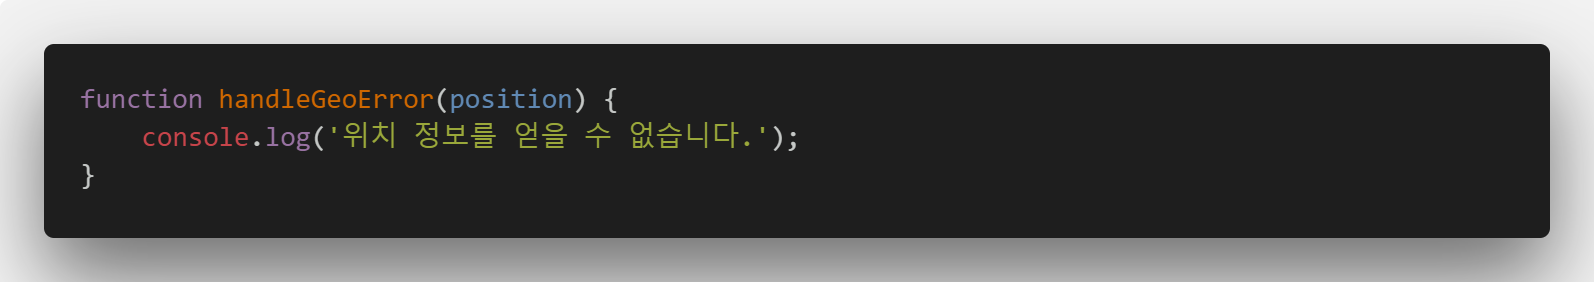 function handleGeoError(position) {
    console.log('위치 정보를 얻을 수 없습니다.');
}